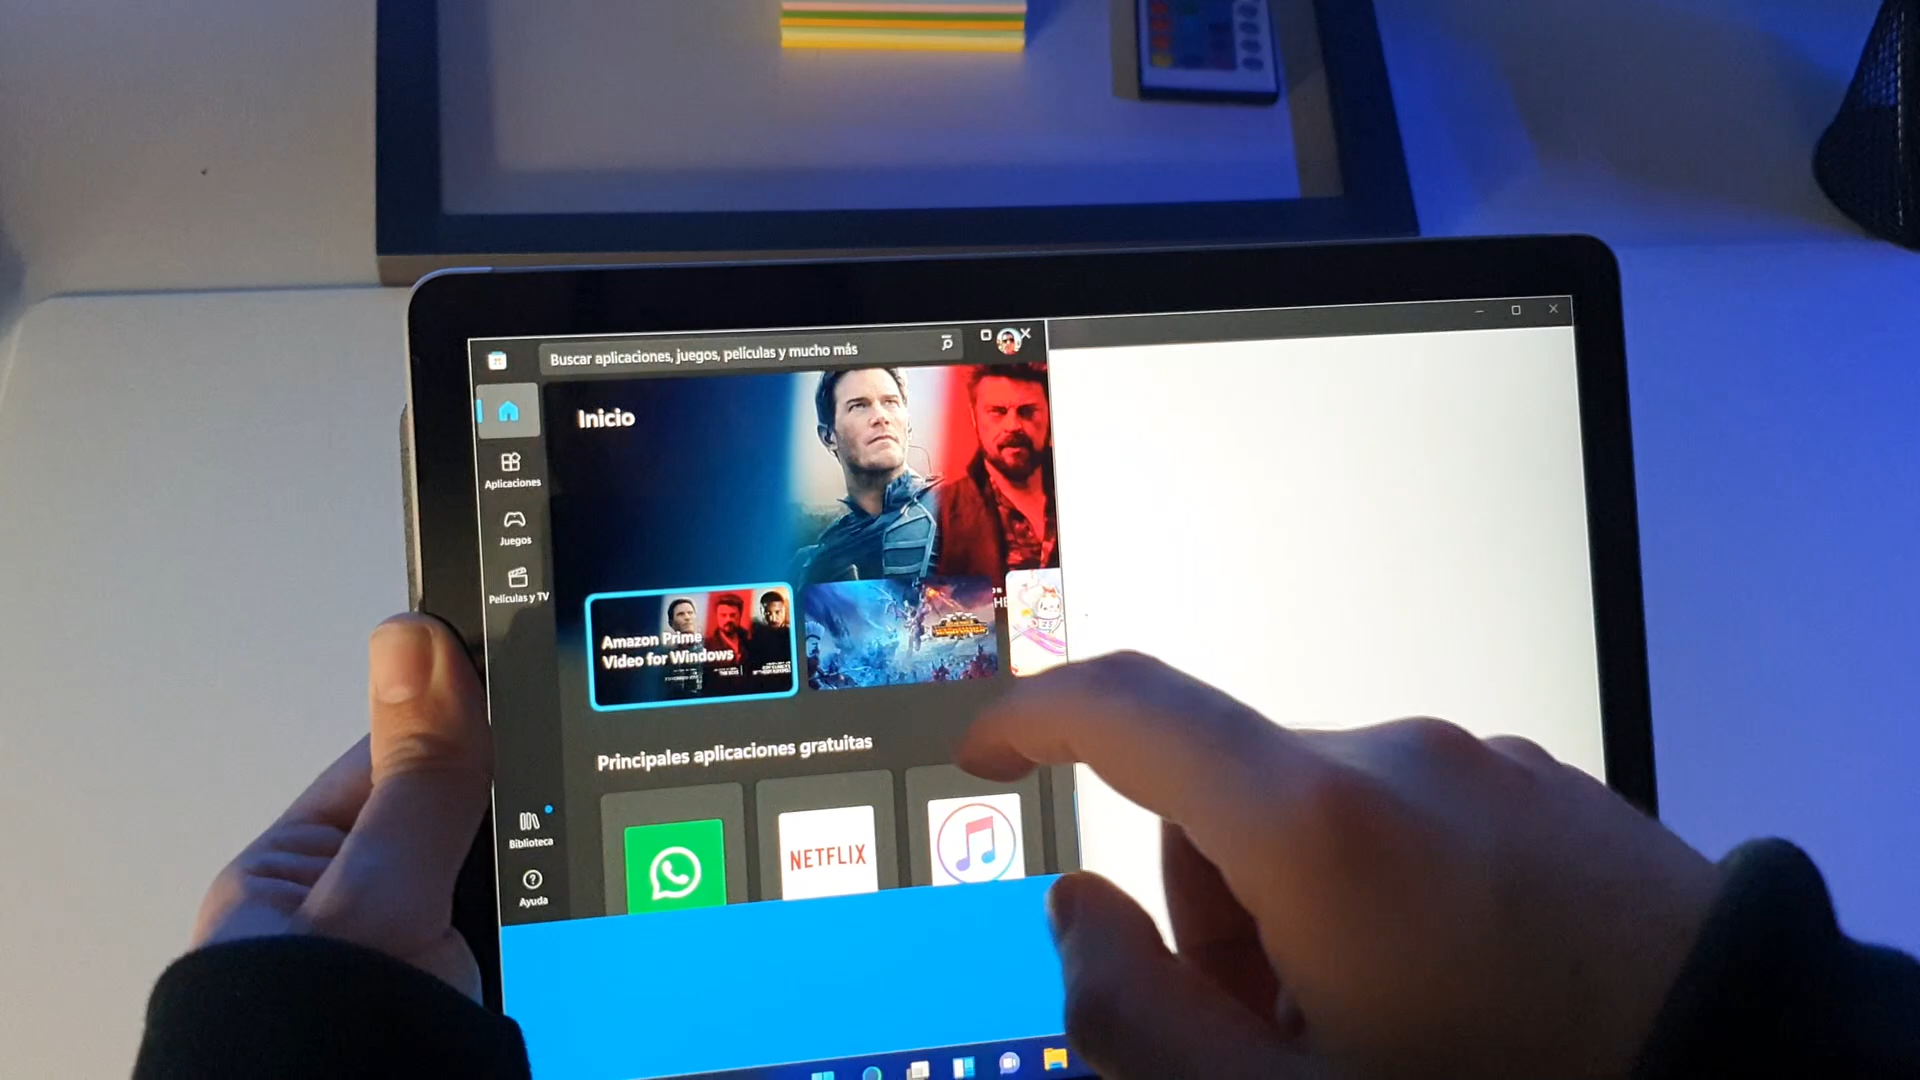 Buscar aplicaciones, juegos, películas y mucho más
Inicio
Aplicaciones
Juegos
Películas y TV
Amazon Prime
Video for Windows
Principales aplicaciones gratuitas
NETFLIX
Biblioteca
Ayuda